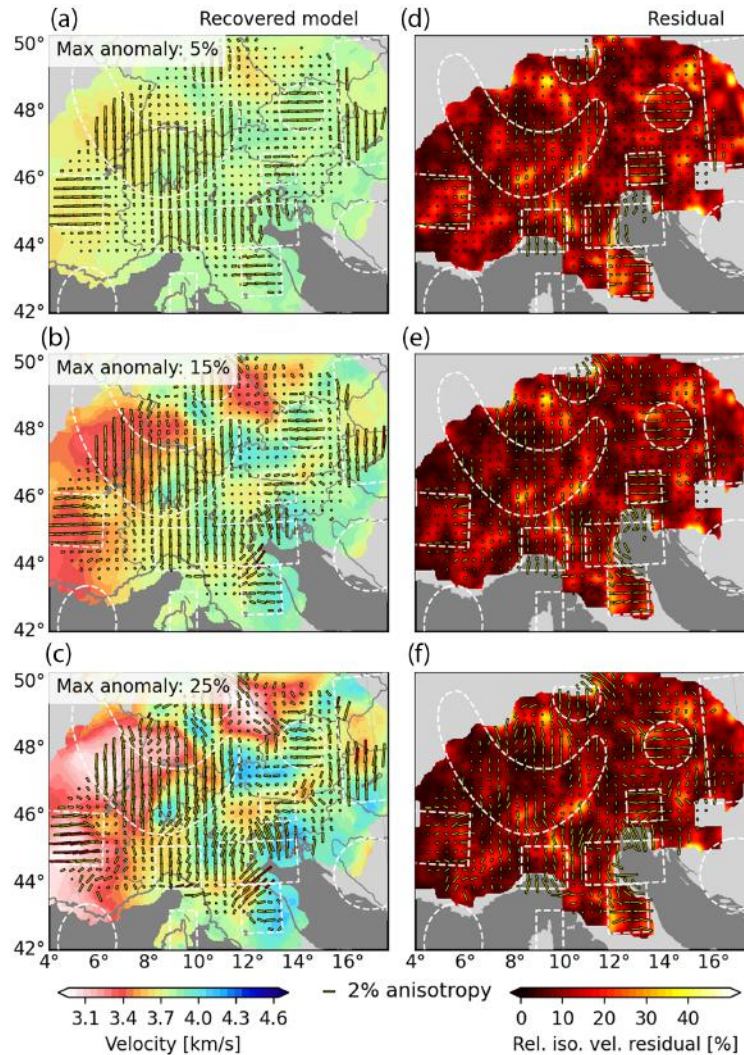 (a) Recovered model (d) Residual
50° Max anomaly: 5%
48°
46°
44°
42°
(b) (e)
50° Max anomaly: 15%
48°
46°
44°
42°
(c) (f)
50° Max anomaly: 25%
48°
46°
44°
42°
4° 6° 8° 10° 12° 14° 16° 4° 6° 8° 10° 12° 14° 16°
2% anisotropy
3.1 3.4 3.7 4.0 4.3 4.6 0 10 20 30 40
Velocity [km/s] Rel. iso. vel. residual [%]